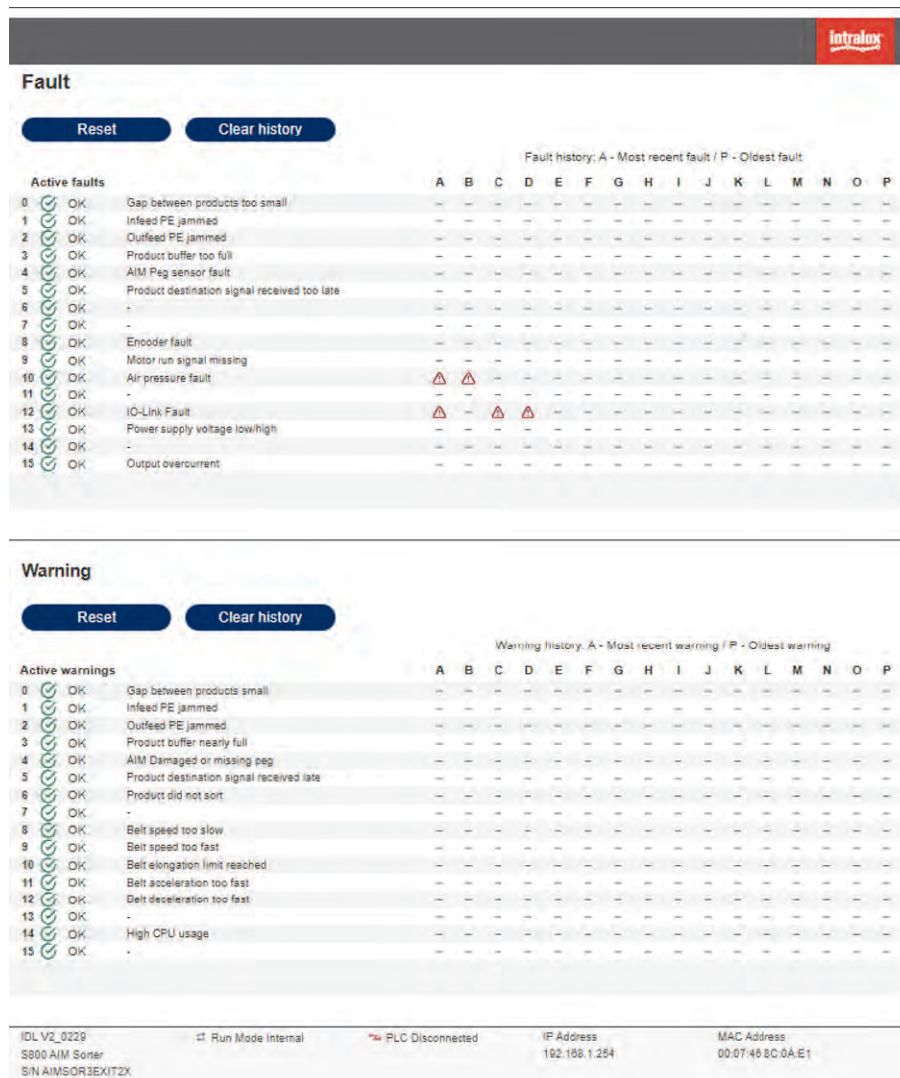 intralox
Fault
Reset Clear history
Fault history: A - Most recent fault / P - Oldest fault
Active faults A B C D E F G H I J K L M N O P
0 OK Gap between products too small - - - - - - - - - - - - - - - -
1 OK Infeed PE jammed - - - - - - - - - - - - - - - -
2 OK Outfeed PE jammed - - - - - - - - - - - - - - - -
3 OK Product buffer too full - - - - - - - - - - - - - - - -
4 OK AIM Peg sensor fault - - - - - - - - - - - - - - - -
5 OK Product destination signal received too late - - - - - - - - - - - - - - - -
6 OK - - - - - - - - - - - - - - - - -
7 OK - - - - - - - - - - - - - - - - -
8 OK Encoder fault - - - - - - - - - - - - - - - -
9 OK Motor run signal missing - - - - - - - - - - - - - - - -
10 OK Air pressure fault - - - - - - - - - - - - - -
11 OK - - - - - - - - - - - - - - - - -
12 OK IO-Link Fault - - - - - - - - - - - - -
13 OK Power supply voltage low/high - - - - - - - - - - - - - - - -
14 OK - - - - - - - - - - - - - - - - -
15 OK Output overcurrent - - - - - - - - - - - - - - - -
Warning
Reset Clear history
Warning history: A - Most recent warning / P - Oldest warning
Active warnings A B C D E F G H I J K L M N O P
0 OK Gap between products small - - - - - - - - - - - - - - - -
1 OK Infeed PE jammed - - - - - - - - - - - - - - - -
2 OK Outfeed PE jammed - - - - - - - - - - - - - - - -
3 OK Product buffer nearly full - - - - - - - - - - - - - - - -
4 OK AIM Damaged or missing peg - - - - - - - - - - - - - - - -
5 OK Product destination signal received late - - - - - - - - - - - - - - - -
6 OK Product did not sort - - - - - - - - - - - - - - - -
7 OK - - - - - - - - - - - - - - - - -
8 OK Belt speed too slow - - - - - - - - - - - - - - - -
9 OK Belt speed too fast - - - - - - - - - - - - - - - -
10 OK Belt elongation limit reached - - - - - - - - - - - - - - - -
11 OK Belt acceleration too fast - - - - - - - - - - - - - - - -
12 OK Belt deceleration too fast - - - - - - - - - - - - - - - -
13 OK - - - - - - - - - - - - - - - - -
14 OK High CPU usage - - - - - - - - - - - - - - - -
15 OK - - - - - - - - - - - - - - - - -
IDL V2_0229 Run Mode Internal PLC Disconnected IP Address MAC Address
S800 AIM Sorter 192.168.1.254 00:07:46:8C:0A:E1
S/N AIMSOR3EXIT2X